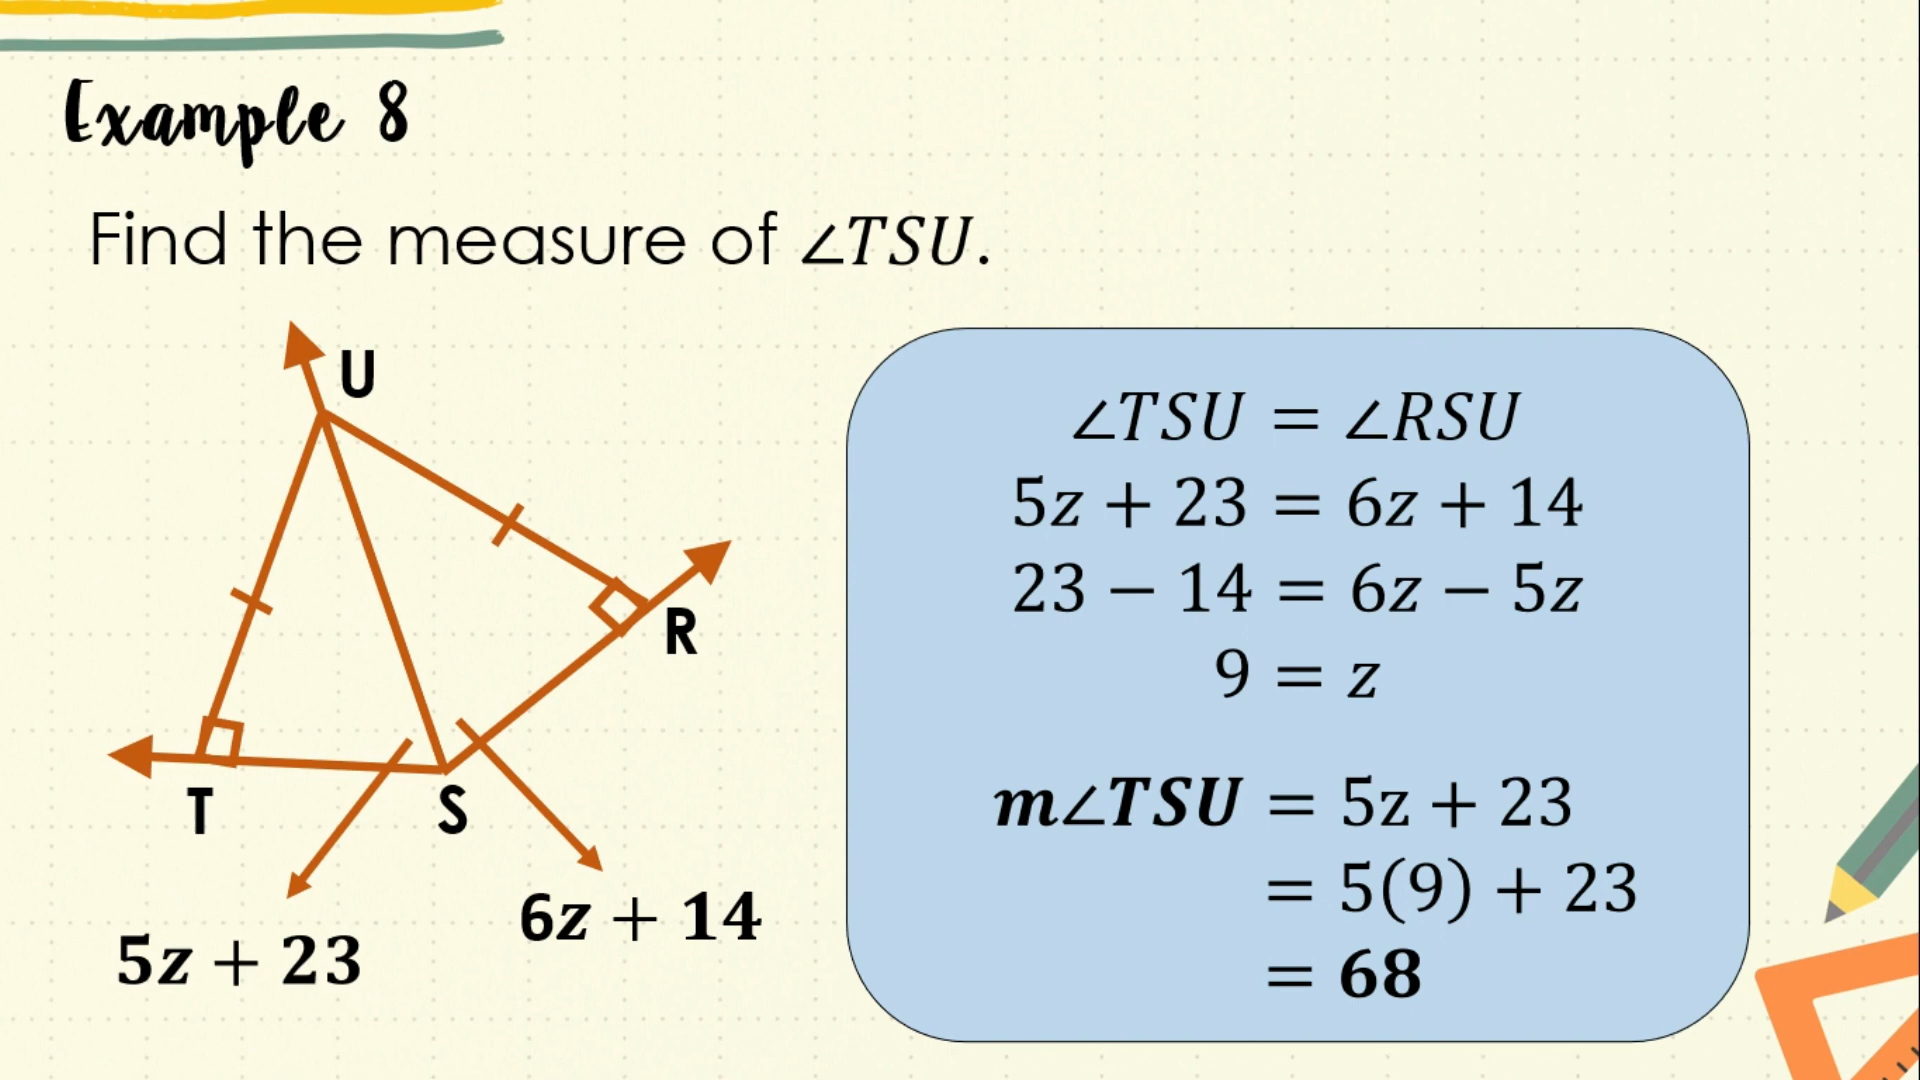 Example 8
Find the measure of ∠TSU.
U
R
T
S
5z + 23
6z + 14
∠TSU = ∠RSU
5z + 23 = 6z + 14
23 − 14 = 6z − 5z
9 = z
m∠TSU = 5z + 23
= 5(9) + 23
= 68